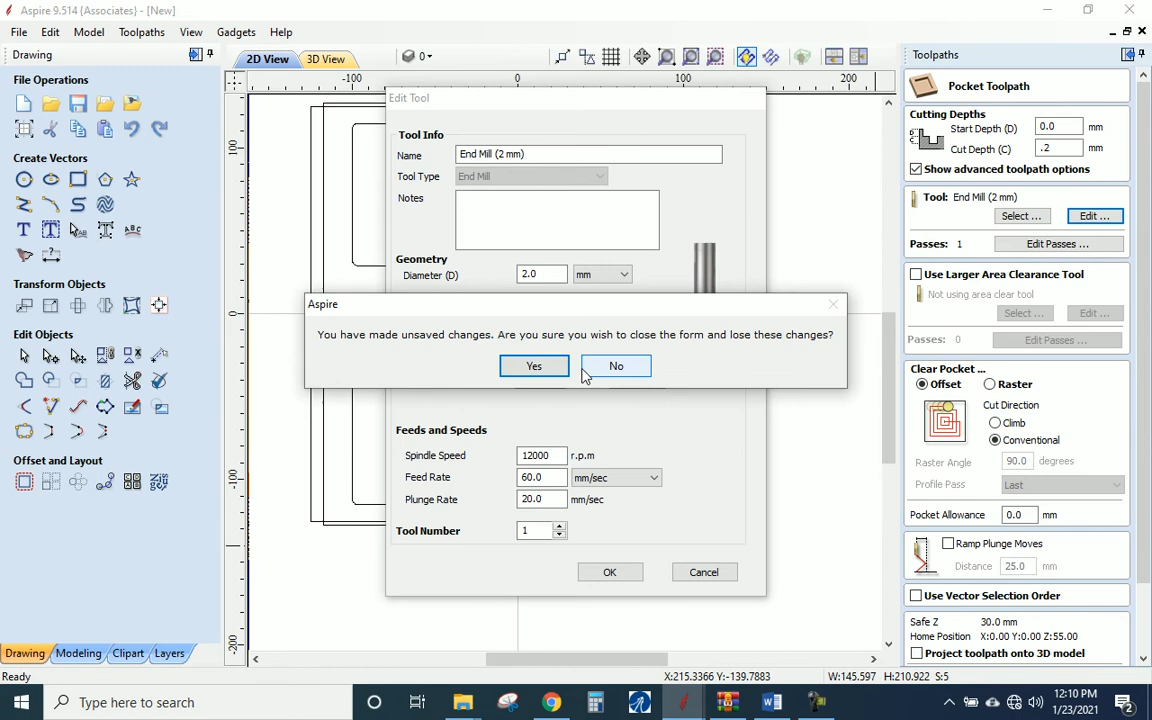 Aspire 9.514 {Associates} - [New]
File Edit Model Toolpaths View Gadgets Help
Drawing
File Operations
Create Vectors
Transform Objects
Edit Objects
Offset and Layout
Drawing Modeling Clipart Layers
Ready
2D View 3D View
0
-100 0 100 200
100
0
-100
-200
Edit Tool
Tool Info
Name End Mill (2 mm)
Tool Type End Mill
Notes
Geometry
Diameter (D) 2.0 mm
Aspire
You have made unsaved changes. Are you sure you wish to close the form and lose these changes?
Yes No
Feeds and Speeds
Spindle Speed 12000 r.p.m
Feed Rate 60.0 mm/sec
Plunge Rate 20.0 mm/sec
Tool Number 1
OK Cancel
Toolpaths
Pocket Toolpath
Cutting Depths
Start Depth (D) 0.0 mm
Cut Depth (C) .2 mm
Show advanced toolpath options
Tool: End Mill (2 mm)
Select ... Edit ...
Passes: 1 Edit Passes ...
Use Larger Area Clearance Tool
Not using area clear tool
Select ... Edit ...
Passes: 0 Edit Passes ...
Clear Pocket ...
Offset Raster
Cut Direction
Climb
Conventional
Raster Angle 90.0 degrees
Profile Pass Last
Pocket Allowance 0.0 mm
Ramp Plunge Moves
Distance 25.0 mm
Use Vector Selection Order
Safe Z 30.0 mm
Home Position X:0.00 Y:0.00 Z:55.00
Project toolpath onto 3D model
X:215.3366 Y:-139.7883 W:145.597 H:210.922 S:5
Type here to search
12:10 PM
1/23/2021
2